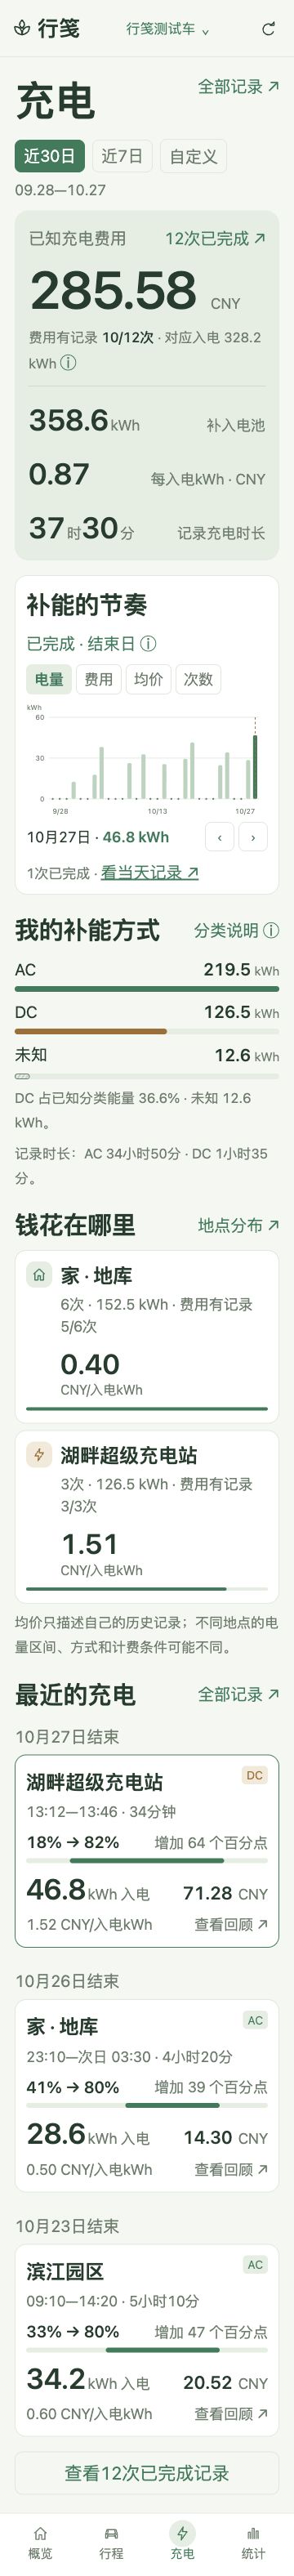 行笺
行笺测试车
充电
全部记录 ↗
近30日 近7日 自定义
09.28—10.27
已知充电费用 12次已完成 ↗
285.58 CNY
费用有记录 10/12次 · 对应入电 328.2
kWh ⓘ
358.6 kWh 补入电池
0.87 每入电kWh · CNY
37时30分 记录充电时长
补能的节奏
已完成 · 结束日 ⓘ
电量 费用 均价 次数
kWh
60
30
0
9/28 10/13 10/27
10月27日 · 46.8 kWh ‹ ›
1次已完成 · 看当天记录 ↗
我的补能方式 分类说明 ⓘ
AC 219.5 kWh
DC 126.5 kWh
未知 12.6 kWh
DC 占已知分类能量 36.6% · 未知 12.6
kWh。
记录时长：AC 34小时50分 · DC 1小时35
分。
钱花在哪里 地点分布 ↗
家 · 地库
6次 · 152.5 kWh · 费用有记录
5/6次
0.40
CNY/入电kWh
湖畔超级充电站
3次 · 126.5 kWh · 费用有记录
3/3次
1.51
CNY/入电kWh
均价只描述自己的历史记录；不同地点的电
量区间、方式和计费条件可能不同。
最近的充电 全部记录 ↗
10月27日结束
湖畔超级充电站 DC
13:12—13:46 · 34分钟
18% → 82% 增加 64 个百分点
46.8 kWh 入电 71.28 CNY
1.52 CNY/入电kWh 查看回顾 ↗
10月26日结束
家 · 地库 AC
23:10—次日 03:30 · 4小时20分
41% → 80% 增加 39 个百分点
28.6 kWh 入电 14.30 CNY
0.50 CNY/入电kWh 查看回顾 ↗
10月23日结束
滨江园区 AC
09:10—14:20 · 5小时10分
33% → 80% 增加 47 个百分点
34.2 kWh 入电 20.52 CNY
0.60 CNY/入电kWh 查看回顾 ↗
查看12次已完成记录
概览 行程 充电 统计